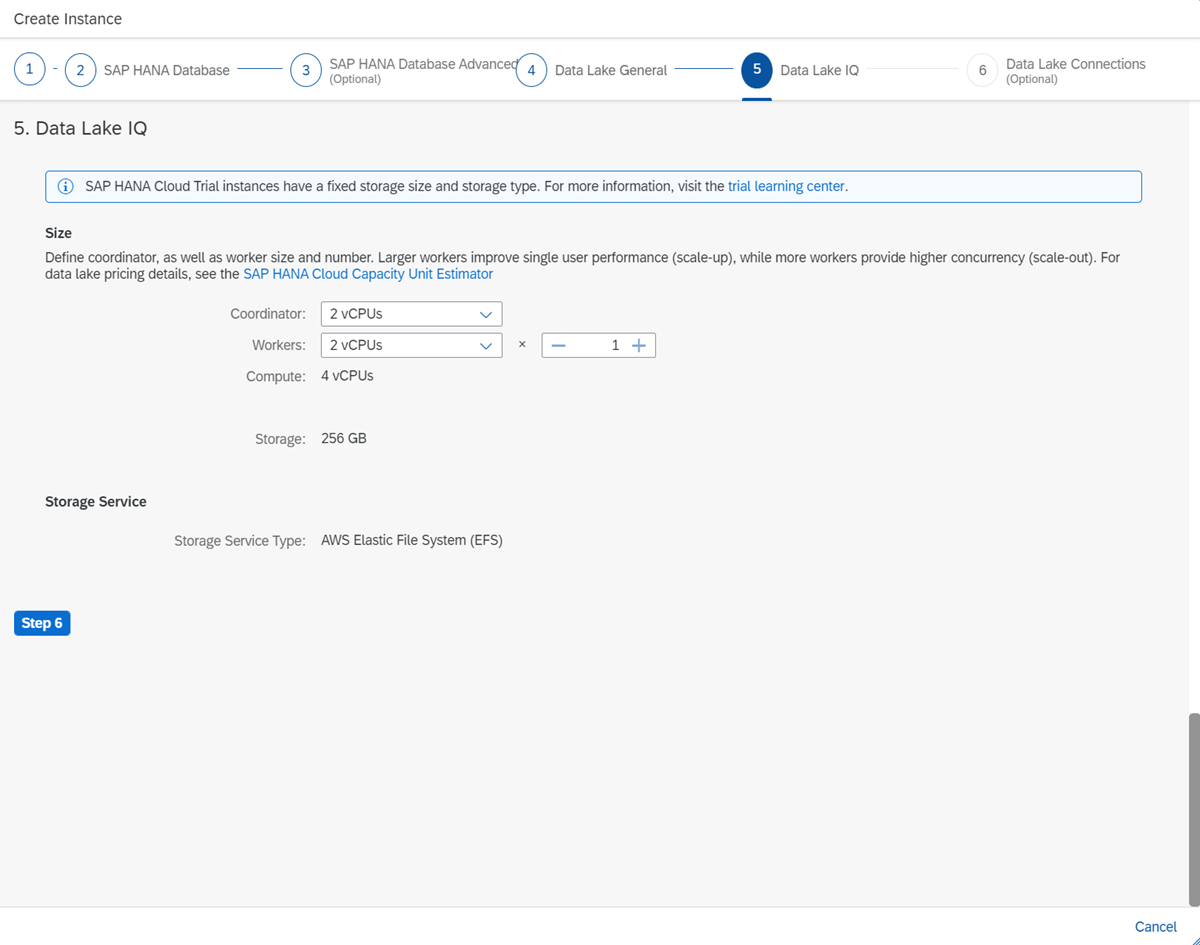 Create Instance
1 - 2 SAP HANA Database 3 SAP HANA Database Advanced (Optional) 4 Data Lake General 5 Data Lake IQ 6 Data Lake Connections (Optional)
5. Data Lake IQ
SAP HANA Cloud Trial instances have a fixed storage size and storage type. For more information, visit the trial learning center.
Size
Define coordinator, as well as worker size and number. Larger workers improve single user performance (scale-up), while more workers provide higher concurrency (scale-out). For
data lake pricing details, see the SAP HANA Cloud Capacity Unit Estimator
Coordinator: 2 vCPUs
Workers: 2 vCPUs × − 1 +
Compute: 4 vCPUs
Storage: 256 GB
Storage Service
Storage Service Type: AWS Elastic File System (EFS)
Step 6
Cancel